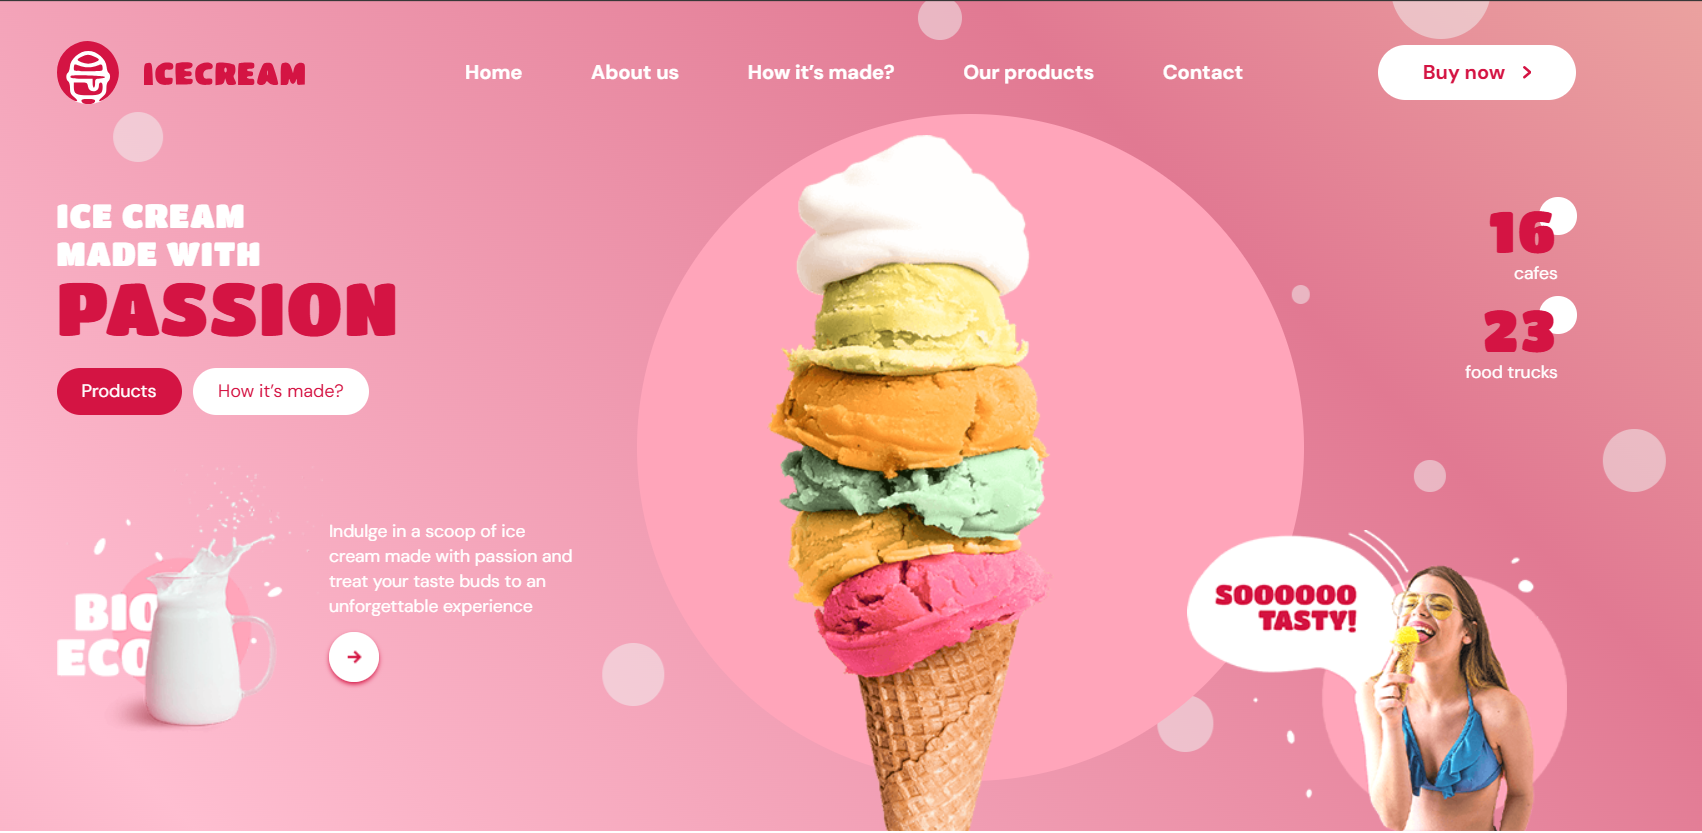 ICECREAM
Home
About us
How it’s made?
Our products
Contact
Buy now
ICE CREAM
MADE WITH
PASSION
Products
How it’s made?
16
cafes
23
food trucks
Indulge in a scoop of ice
cream made with passion and
treat your taste buds to an
unforgettable experience
BIO
ECO
SOOOOOO
TASTY!